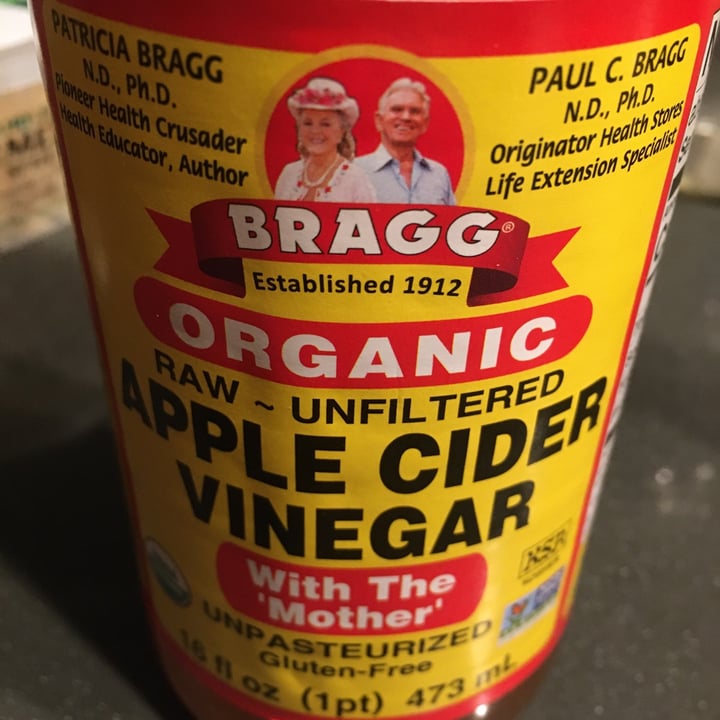 PATRICIA BRAGG
N.D., Ph.D.
Pioneer Health Crusader
Health Educator, Author
PAUL C. BRAGG
N.D., Ph.D.
Originator Health Stores
Life Extension Specialist
BRAGG®
Established 1912
ORGANIC
RAW ~ UNFILTERED
APPLE CIDER
VINEGAR
With The
'Mother'
UNPASTEURIZED
Gluten-Free
16 fl oz (1pt) 473 mL